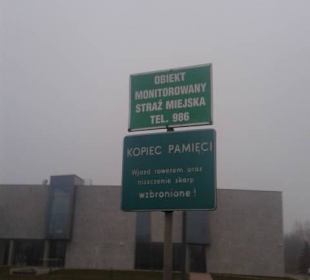 OBIEKT
MONITOROWANY
STRAŻ MIEJSKA
TEL. 986
KOPIEC PAMIĘCI
Wjazd rowerem oraz
niszczenie skarp
wzbronione !